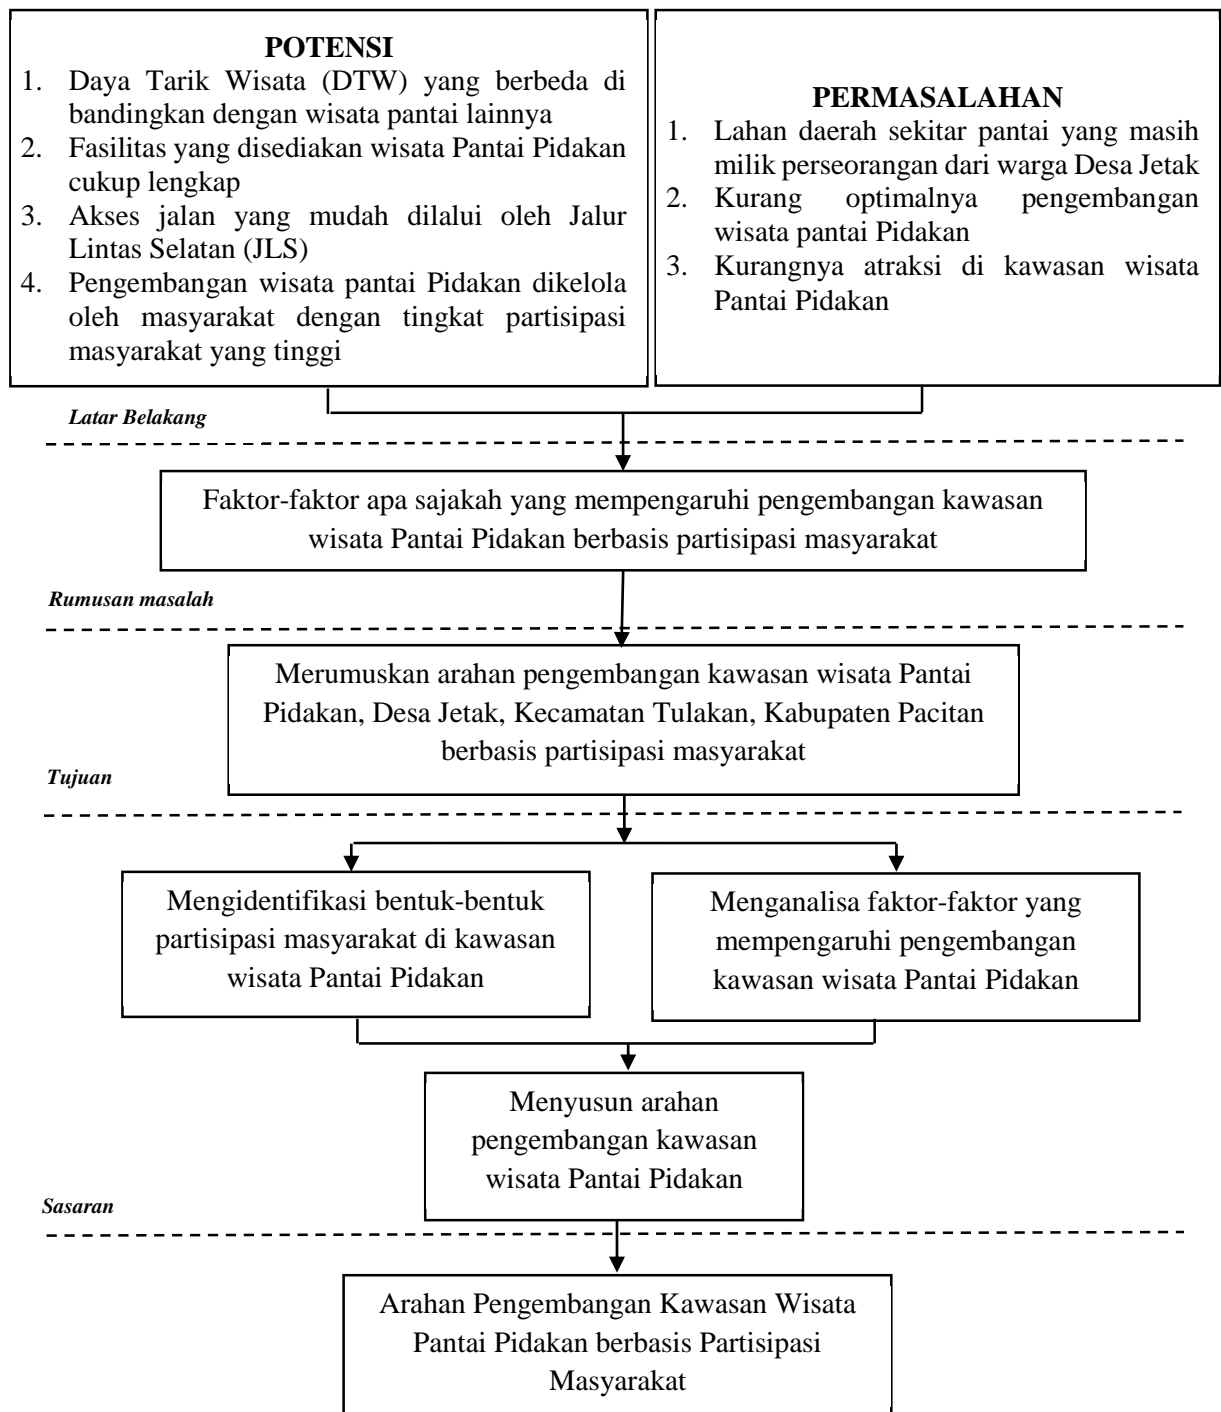 POTENSI
1. Daya Tarik Wisata (DTW) yang berbeda di
bandingkan dengan wisata pantai lainnya
2. Fasilitas yang disediakan wisata Pantai Pidakan
cukup lengkap
3. Akses jalan yang mudah dilalui oleh Jalur
Lintas Selatan (JLS)
4. Pengembangan wisata pantai Pidakan dikelola
oleh masyarakat dengan tingkat partisipasi
masyarakat yang tinggi
PERMASALAHAN
1. Lahan daerah sekitar pantai yang masih
milik perseorangan dari warga Desa Jetak
2. Kurang optimalnya pengembangan
wisata pantai Pidakan
3. Kurangnya atraksi di kawasan wisata
Pantai Pidakan
Latar Belakang
Faktor-faktor apa sajakah yang mempengaruhi pengembangan kawasan
wisata Pantai Pidakan berbasis partisipasi masyarakat
Rumusan masalah
Merumuskan arahan pengembangan kawasan wisata Pantai
Pidakan, Desa Jetak, Kecamatan Tulakan, Kabupaten Pacitan
berbasis partisipasi masyarakat
Tujuan
Mengidentifikasi bentuk-bentuk
partisipasi masyarakat di kawasan
wisata Pantai Pidakan
Menganalisa faktor-faktor yang
mempengaruhi pengembangan
kawasan wisata Pantai Pidakan
Menyusun arahan
pengembangan kawasan
wisata Pantai Pidakan
Sasaran
Arahan Pengembangan Kawasan Wisata
Pantai Pidakan berbasis Partisipasi
Masyarakat